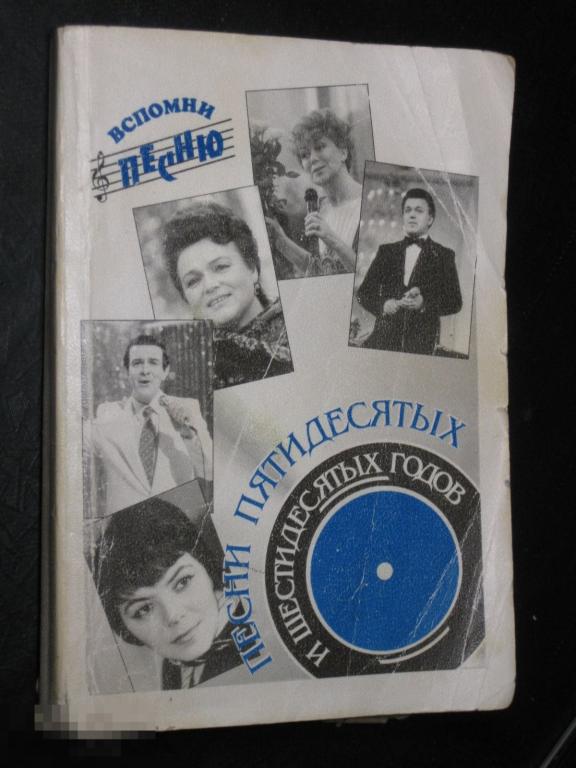 ВСПОМНИ
ПЕСНЮ
ПЕСНИ ПЯТИДЕСЯТЫХ
И ШЕСТИДЕСЯТЫХ ГОДОВ